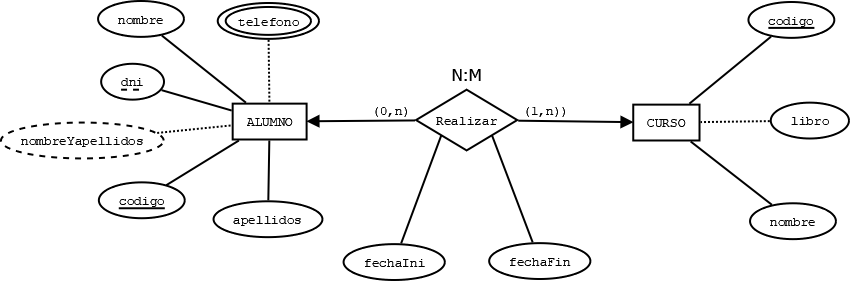 nombre
telefono
codigo
N:M
dni
(0,n)
(1,n))
ALUMNO
Realizar
CURSO
libro
nombreYapellidos
codigo
apellidos
nombre
fechaIni
fechaFin